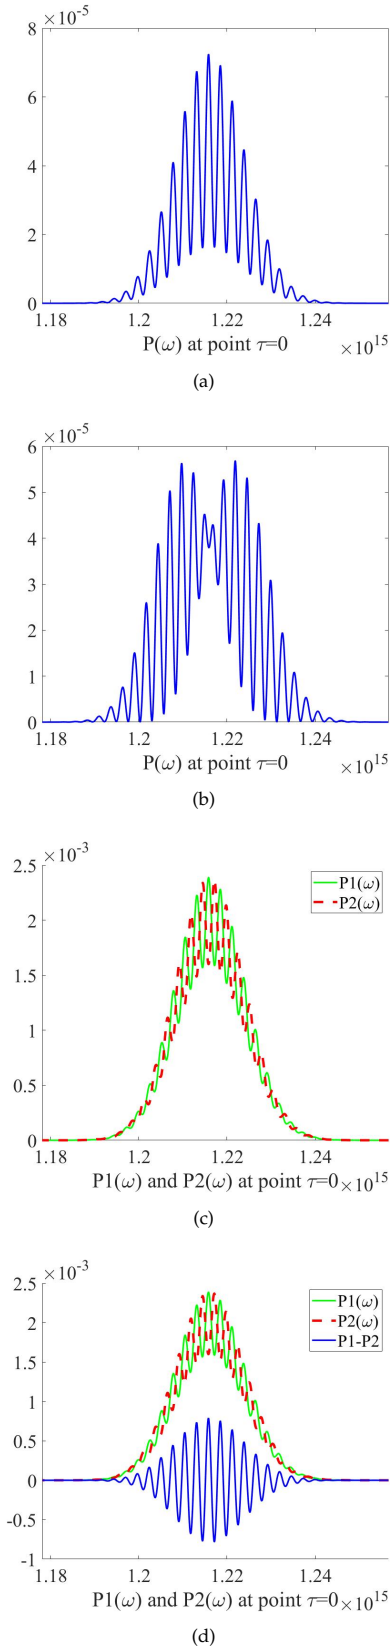 ×10⁻⁵
8
6
4
2
0
1.18 1.2 1.22 1.24
P(ω) at point τ=0 ×10¹⁵
(a)
×10⁻⁵
6
5
4
3
2
1
0
1.18 1.2 1.22 1.24
P(ω) at point τ=0 ×10¹⁵
(b)
×10⁻³
2.5
P1(ω)
P2(ω)
2
1.5
1
0.5
0
1.18 1.2 1.22 1.24
P1(ω) and P2(ω) at point τ=0 ×10¹⁵
(c)
×10⁻³
2.5
P1(ω)
P2(ω)
P1-P2
2
1.5
1
0.5
0
-0.5
-1
1.18 1.2 1.22 1.24
P1(ω) and P2(ω) at point τ=0 ×10¹⁵
(d)